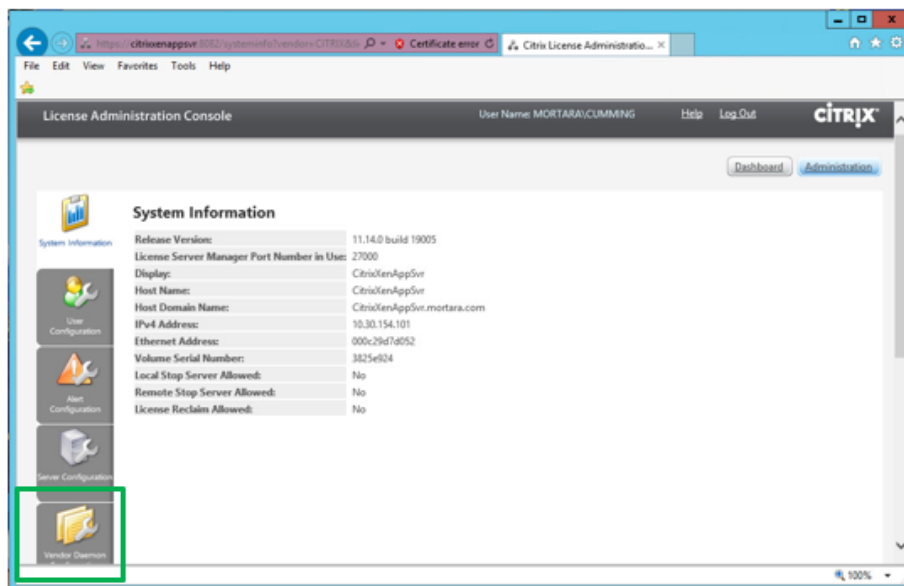 https://citrixxenappsvr:8082/systeminfo?vendor=CITRIX&li
Certificate error
Citrix License Administratio...
File Edit View Favorites Tools Help
License Administration Console
User Name: MORTARA\CUMMING
Help
Log Out
CİTRIX
Dashboard
Administration
System Information
System Information
Release Version: 11.14.0 build 19005
License Server Manager Port Number in Use: 27000
Display: CitrixXenAppSvr
Host Name: CitrixXenAppSvr
Host Domain Name: CitrixXenAppSvr.mortara.com
IPv4 Address: 10.30.154.101
Ethernet Address: 000c29d7d052
Volume Serial Number: 3825e924
Local Stop Server Allowed: No
Remote Stop Server Allowed: No
License Reclaim Allowed: No
User
Configuration
Alert
Configuration
Server Configuration
Vendor Daemon
100%